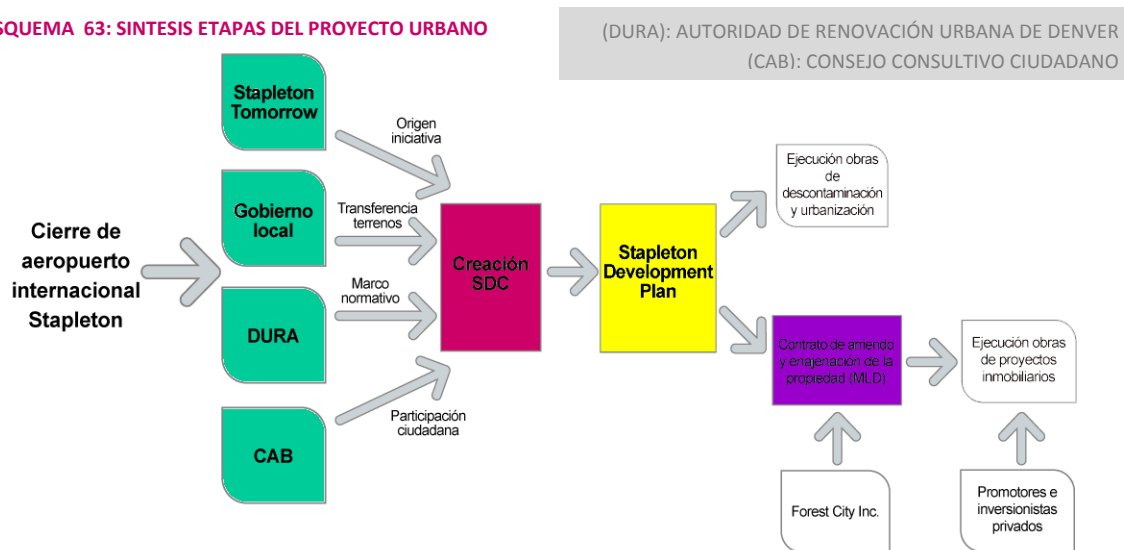 SQUEMA 63: SINTESIS ETAPAS DEL PROYECTO URBANO
(DURA): AUTORIDAD DE RENOVACIÓN URBANA DE DENVER
(CAB): CONSEJO CONSULTIVO CIUDADANO
Cierre de
aeropuerto
internacional
Stapleton
Stapleton
Tomorrow
Gobierno
local
DURA
CAB
Origen
iniciativa
Transferencia
terrenos
Marco
normativo
Participación
ciudadana
Creación
SDC
Stapleton
Development
Plan
Ejecución obras
de
descontaminación
y urbanización
Contrato de arriendo
y enajenación de la
propiedad (MLD)
Ejecución obras
de proyectos
inmobiliarios
Forest City Inc.
Promotores e
inversionistas
privados